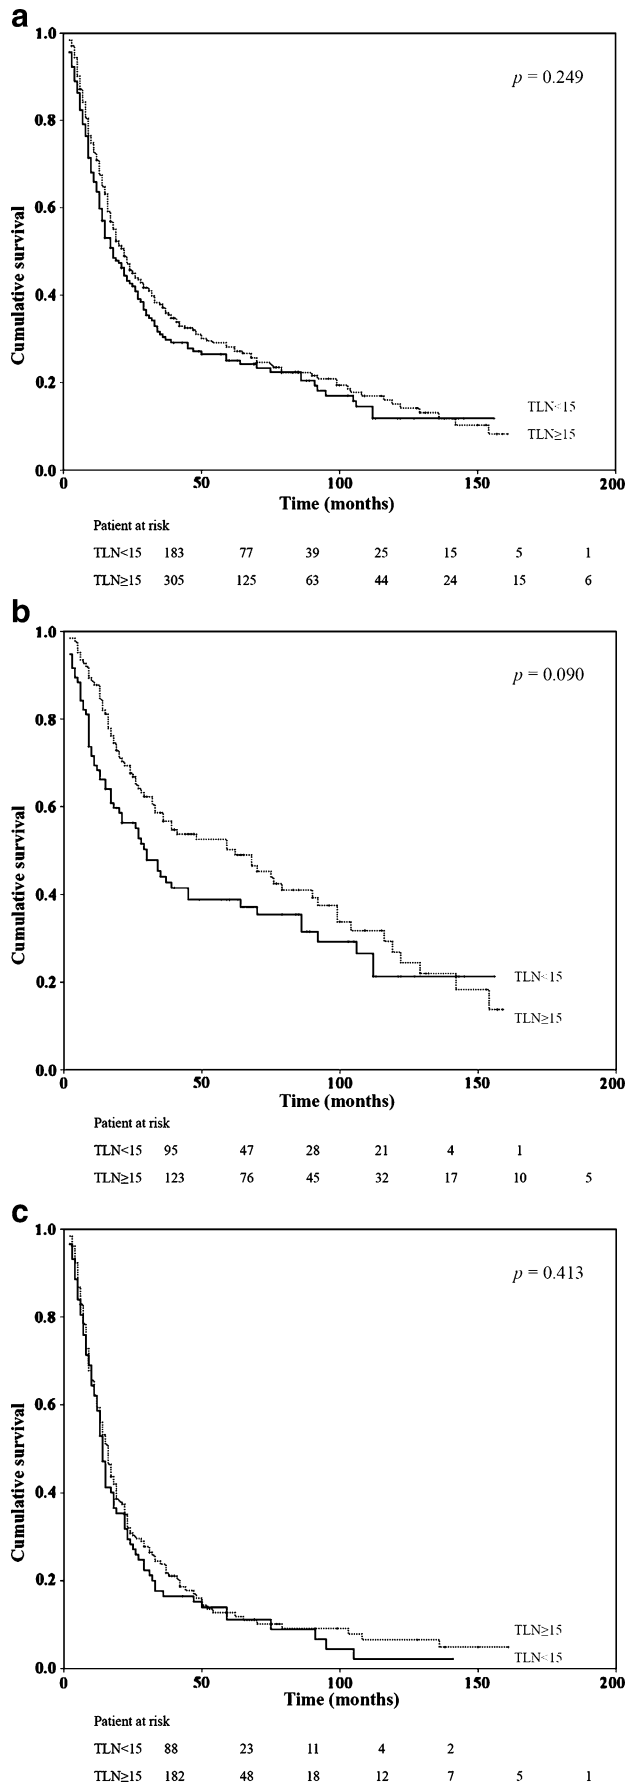 a
1.0
p = 0.249
0.8
0.6
Cumulative survival
0.4
0.2
TLN<15
TLN≥15
0.0
0 50 100 150 200
Time (months)
Patient at risk
TLN<15 183 77 39 25 15 5 1
TLN≥15 305 125 63 44 24 15 6
b
1.0
p = 0.090
0.8
0.6
Cumulative survival
0.4
0.2
TLN<15
TLN≥15
0.0
0 50 100 150 200
Time (months)
Patient at risk
TLN<15 95 47 28 21 4 1
TLN≥15 123 76 45 32 17 10 5
c
1.0
p = 0.413
0.8
0.6
Cumulative survival
0.4
0.2
TLN≥15
TLN<15
0.0
0 50 100 150 200
Time (months)
Patient at risk
TLN<15 88 23 11 4 2
TLN≥15 182 48 18 12 7 5 1